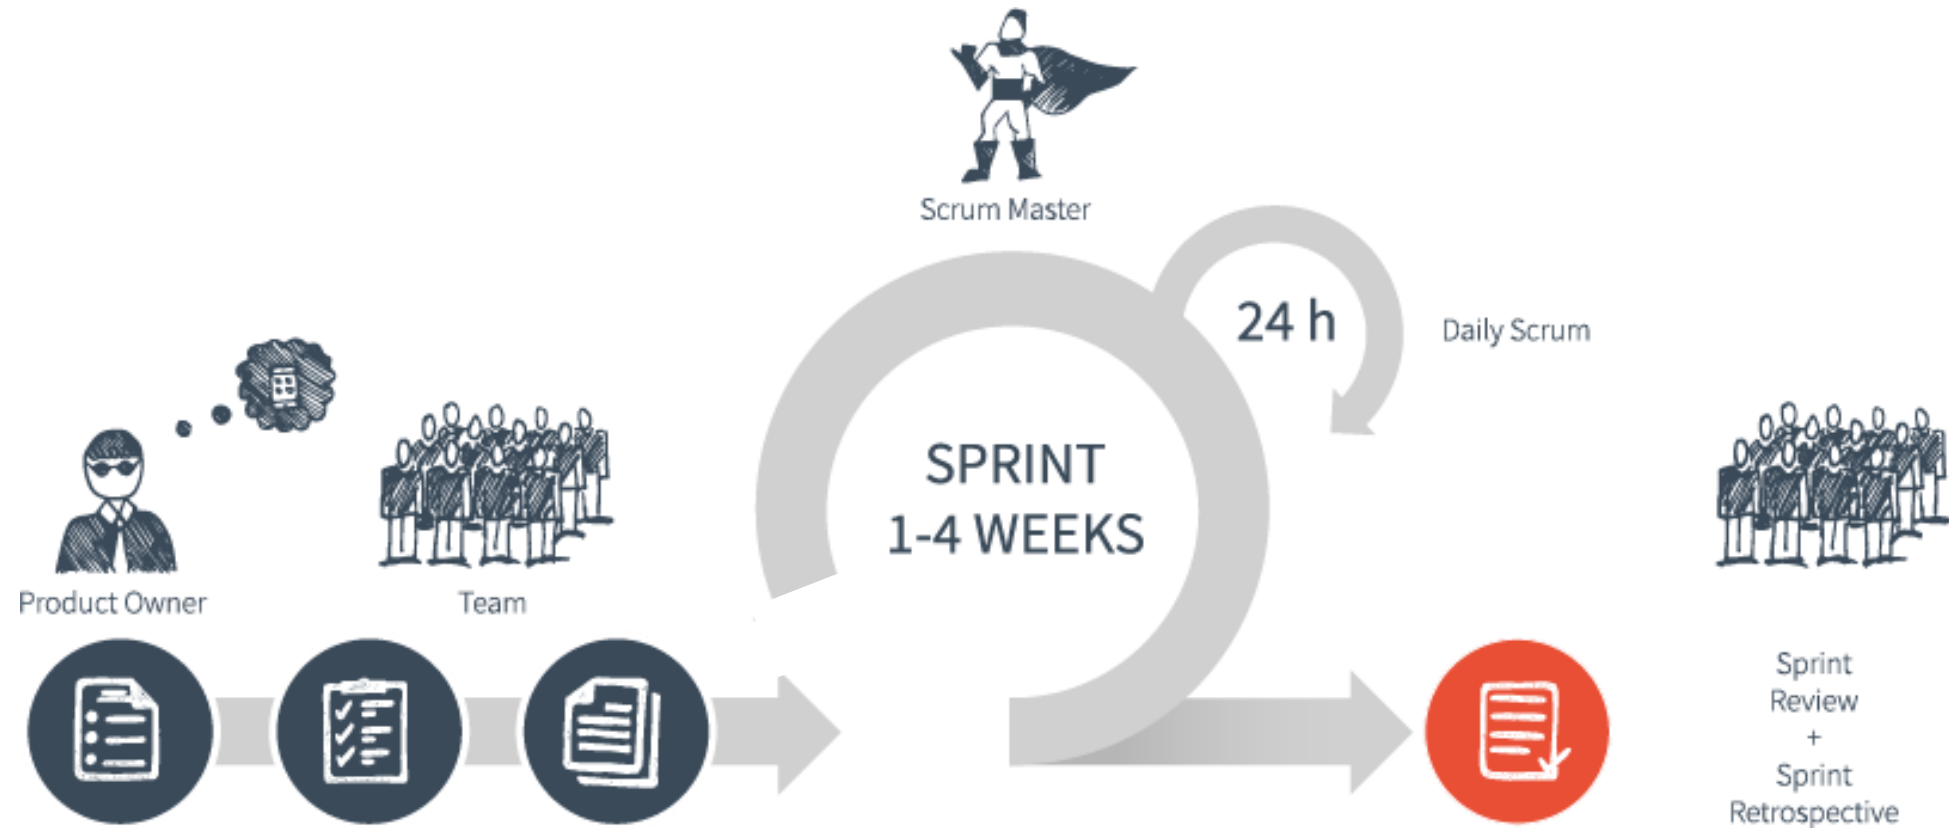 Scrum Master
24 h
Daily Scrum
SPRINT
1-4 WEEKS
Product Owner
Team
Sprint
Review
+
Sprint
Retrospective